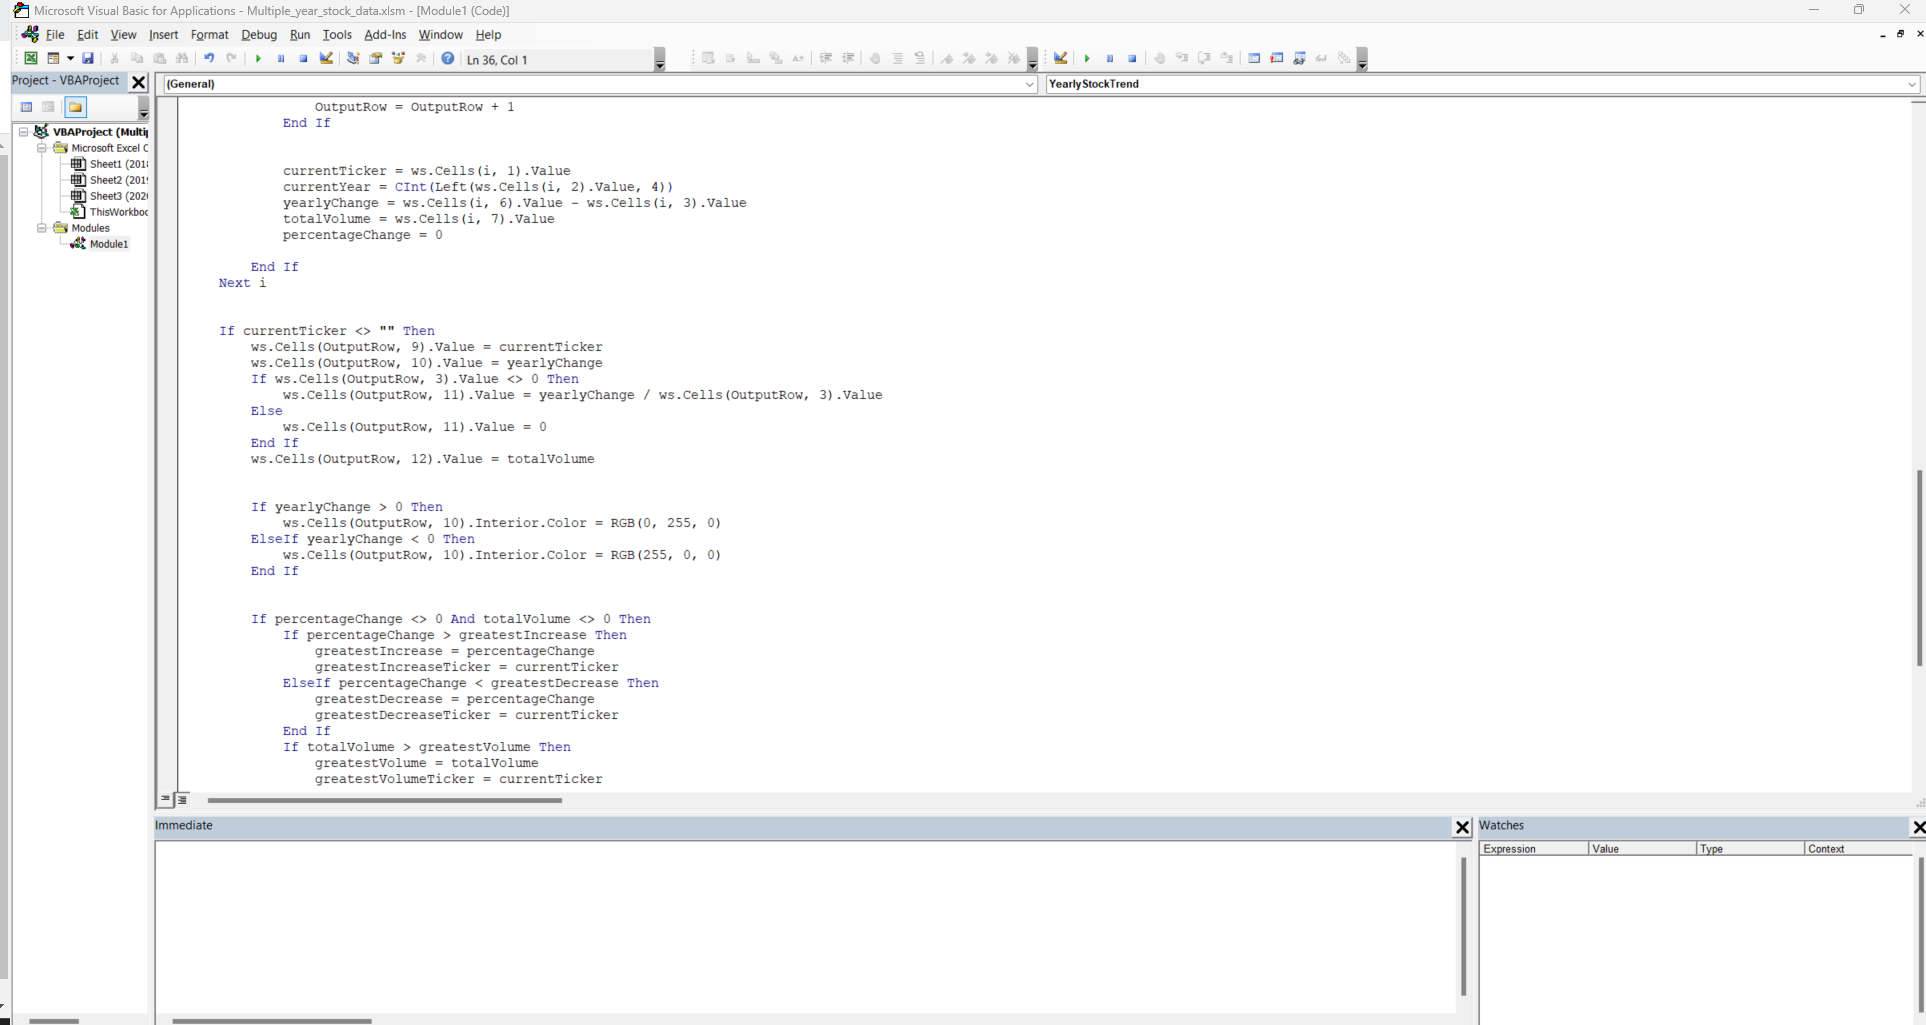 Microsoft Visual Basic for Applications - Multiple_year_stock_data.xlsm - [Module1 (Code)]
File Edit View Insert Format Debug Run Tools Add-Ins Window Help
Ln 36, Col 1
Project - VBAProject
(General)
YearlyStockTrend
VBAProject (Multip
Microsoft Excel O
Sheet1 (2018
Sheet2 (2019
Sheet3 (2020
ThisWorkboo
Modules
Module1
OutputRow = OutputRow + 1
End If
currentTicker = ws.Cells(i, 1).Value
currentYear = CInt(Left(ws.Cells(i, 2).Value, 4))
yearlyChange = ws.Cells(i, 6).Value - ws.Cells(i, 3).Value
totalVolume = ws.Cells(i, 7).Value
percentageChange = 0
End If
Next i
If currentTicker <> "" Then
ws.Cells(OutputRow, 9).Value = currentTicker
ws.Cells(OutputRow, 10).Value = yearlyChange
If ws.Cells(OutputRow, 3).Value <> 0 Then
ws.Cells(OutputRow, 11).Value = yearlyChange / ws.Cells(OutputRow, 3).Value
Else
ws.Cells(OutputRow, 11).Value = 0
End If
ws.Cells(OutputRow, 12).Value = totalVolume
If yearlyChange > 0 Then
ws.Cells(OutputRow, 10).Interior.Color = RGB(0, 255, 0)
ElseIf yearlyChange < 0 Then
ws.Cells(OutputRow, 10).Interior.Color = RGB(255, 0, 0)
End If
If percentageChange <> 0 And totalVolume <> 0 Then
If percentageChange > greatestIncrease Then
greatestIncrease = percentageChange
greatestIncreaseTicker = currentTicker
ElseIf percentageChange < greatestDecrease Then
greatestDecrease = percentageChange
greatestDecreaseTicker = currentTicker
End If
If totalVolume > greatestVolume Then
greatestVolume = totalVolume
greatestVolumeTicker = currentTicker
Immediate
Watches
Expression Value Type Context